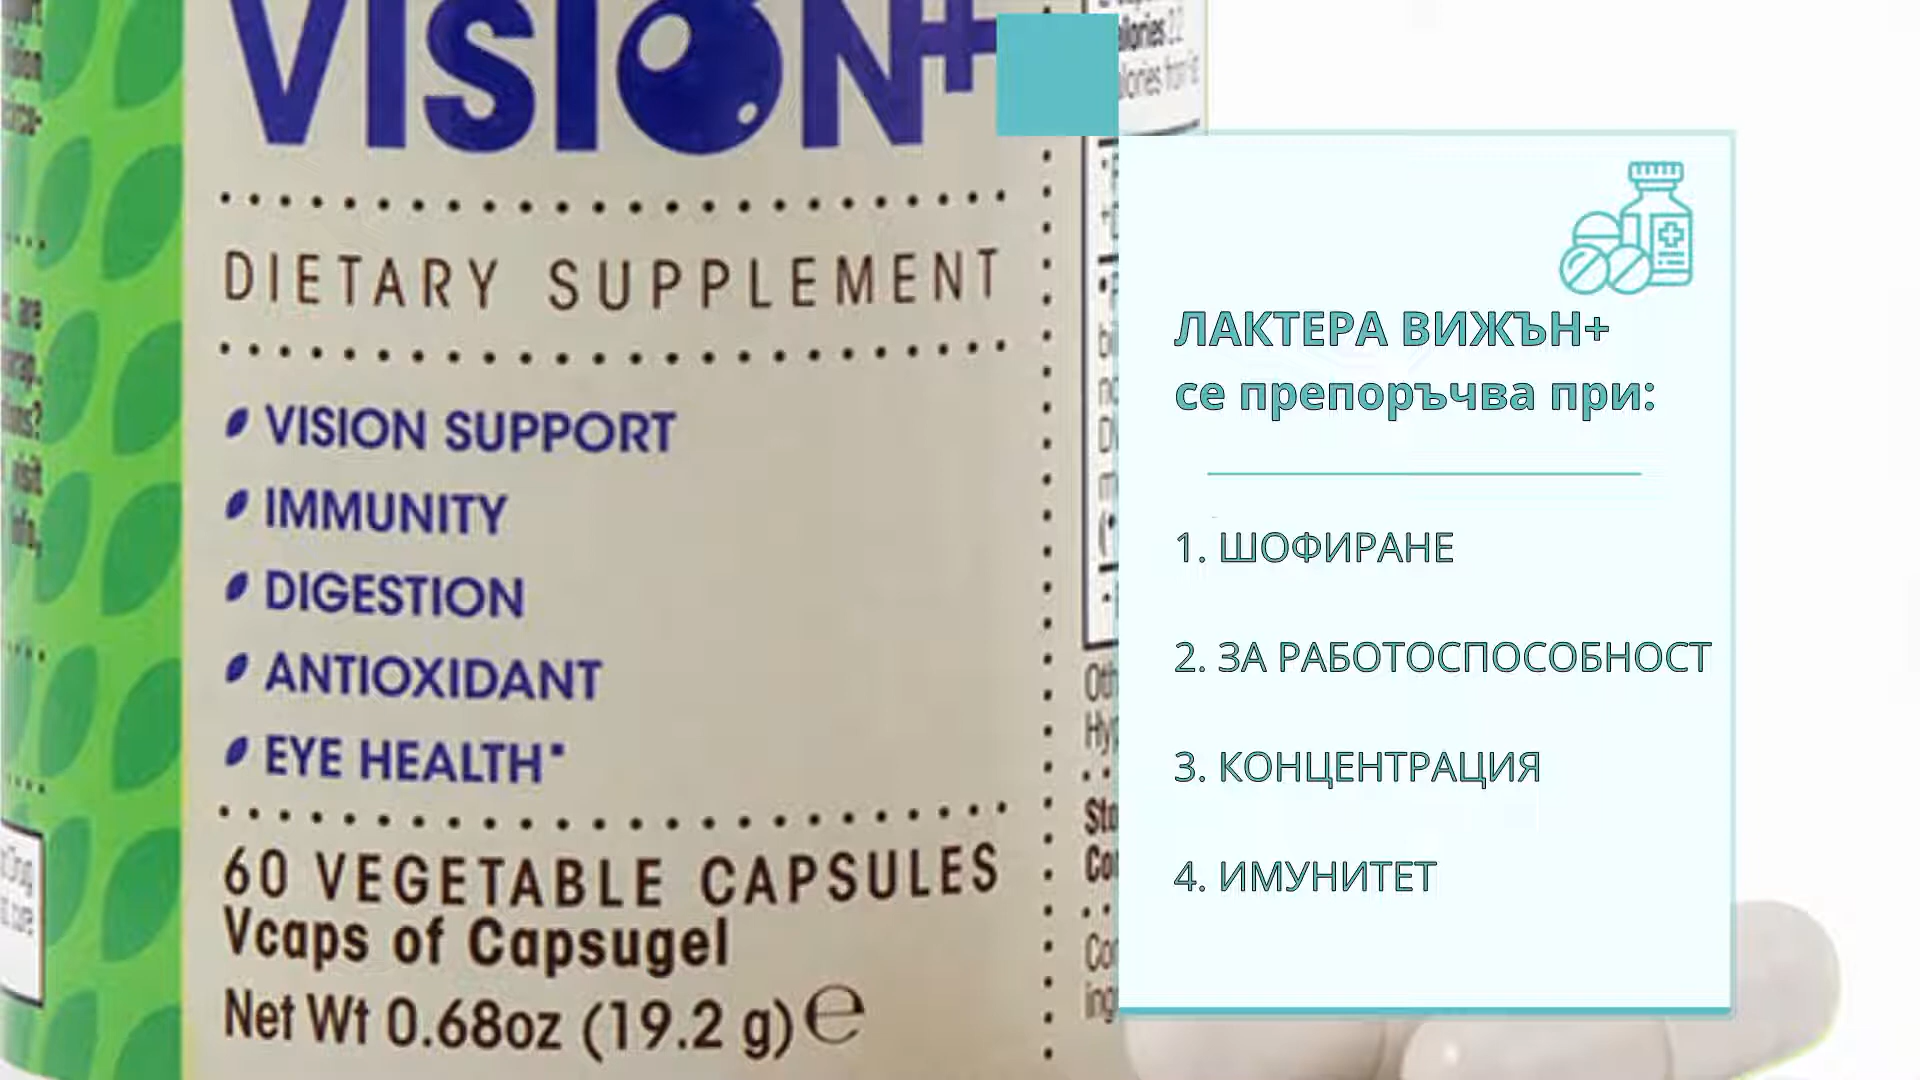 VISION+
DIETARY SUPPLEMENT
VISION SUPPORT
IMMUNITY
DIGESTION
ANTIOXIDANT
EYE HEALTH
60 VEGETABLE CAPSULES
Vcaps of Capsugel
Net Wt 0.68oz (19.2 g) e
ЛАКТЕРА ВИЖЪН+
се препоръчва при:
1. ШОФИРАНЕ
2. ЗА РАБОТОСПОСОБНОСТ
3. КОНЦЕНТРАЦИЯ
4. ИМУНИТЕТ